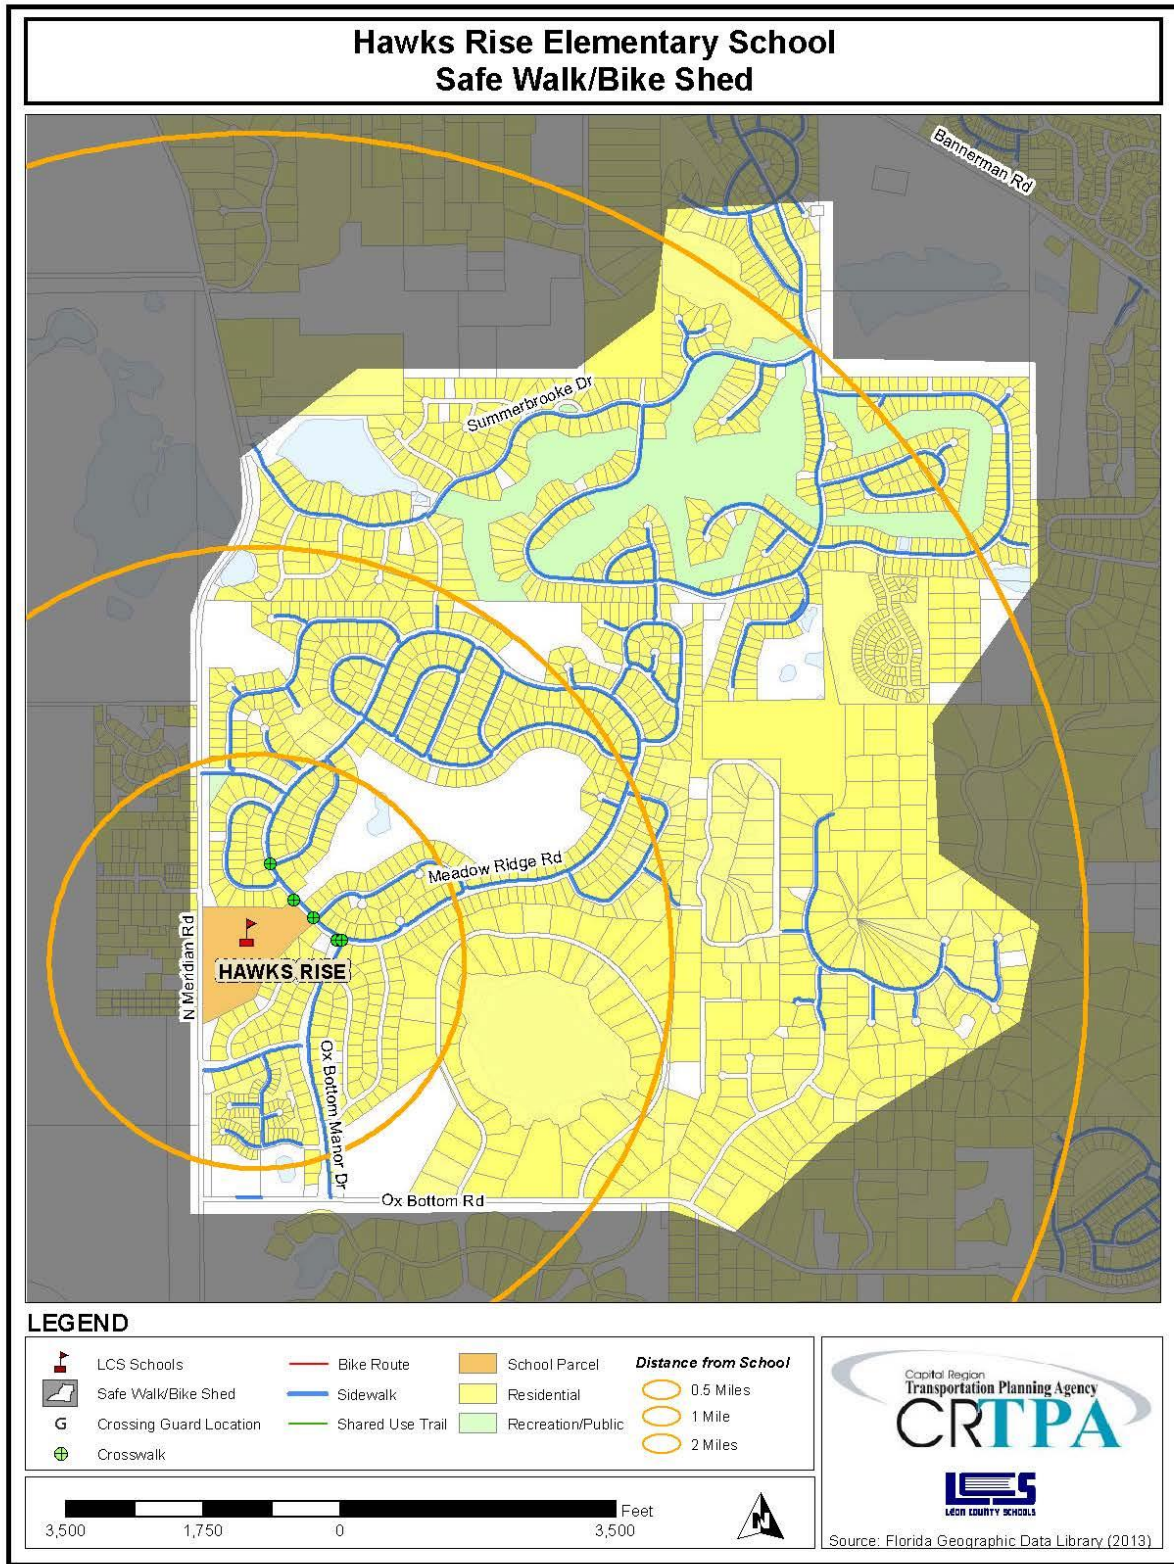 Hawks Rise Elementary School
Safe Walk/Bike Shed
Bannerman Rd
Summerbrooke Dr
Meadow Ridge Rd
N Meridian Rd
HAWKS RISE
Ox Bottom Manor Dr
Ox Bottom Rd
LEGEND
LCS Schools
Safe Walk/Bike Shed
G Crossing Guard Location
Crosswalk
Bike Route
Sidewalk
Shared Use Trail
School Parcel
Residential
Recreation/Public
Distance from School
0.5 Miles
1 Mile
2 Miles
Feet
3,500 1,750 0 3,500
N
Capital Region
Transportation Planning Agency
CRTPA
LCS
LEON COUNTY SCHOOLS
Source: Florida Geographic Data Library (2013)